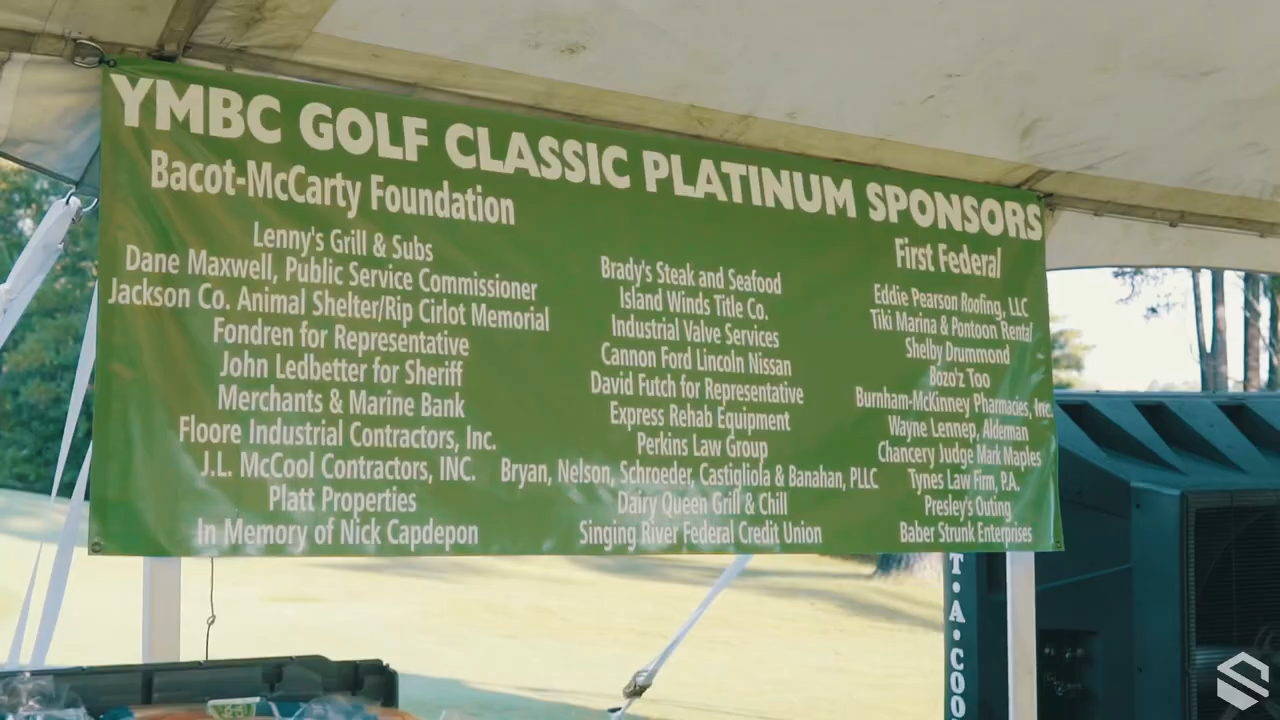 YMBC GOLF CLASSIC PLATINUM SPONSORS
Bacot-McCarty Foundation
Lenny's Grill & Subs
Dane Maxwell, Public Service Commissioner
Jackson Co. Animal Shelter/Rip Cirlot Memorial
Fondren for Representative
John Ledbetter for Sheriff
Merchants & Marine Bank
Floore Industrial Contractors, Inc.
J.L. McCool Contractors, INC.
Platt Properties
In Memory of Nick Capdepon
Brady's Steak and Seafood
Island Winds Title Co.
Industrial Valve Services
Cannon Ford Lincoln Nissan
David Futch for Representative
Express Rehab Equipment
Perkins Law Group
Bryan, Nelson, Schroeder, Castigliola & Banahan, PLLC
Dairy Queen Grill & Chill
Singing River Federal Credit Union
First Federal
Eddie Pearson Roofing, LLC
Tiki Marina & Pontoon Rental
Shelby Drummond
Bozo'z Too
Burnham-McKinney Pharmacies, Inc.
Wayne Lennep, Alderman
Chancery Judge Mark Maples
Tynes Law Firm, P.A.
Presley's Outing
Baber Strunk Enterprises
T•A•COO